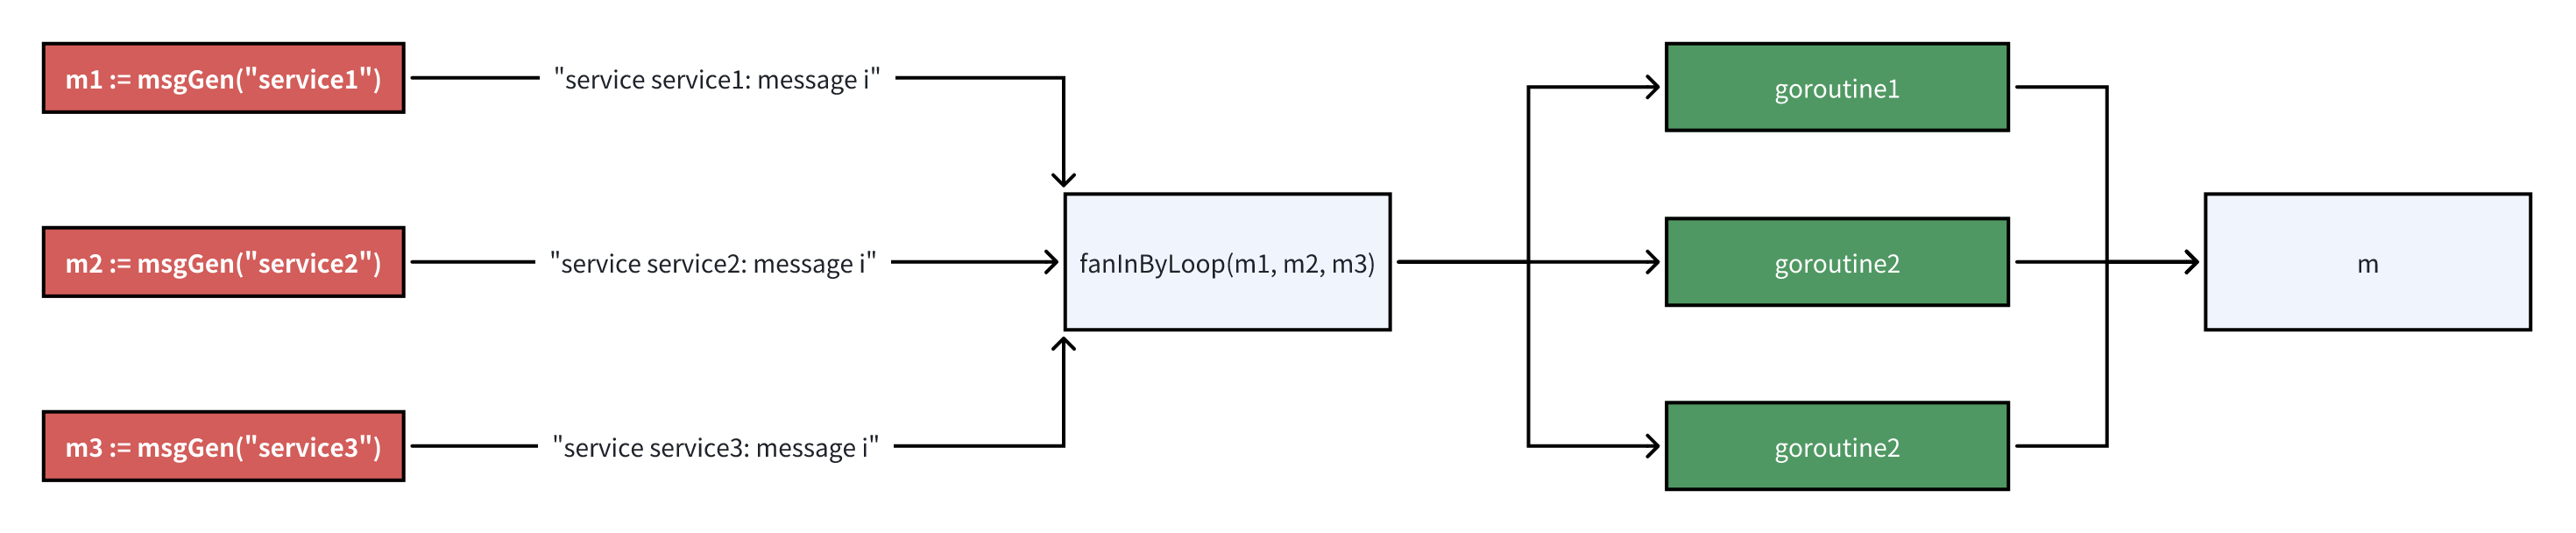 m1 := msgGen("service1")
"service service1: message i"
goroutine1
m2 := msgGen("service2")
"service service2: message i"
fanInByLoop(m1, m2, m3)
goroutine2
m
m3 := msgGen("service3")
"service service3: message i"
goroutine2